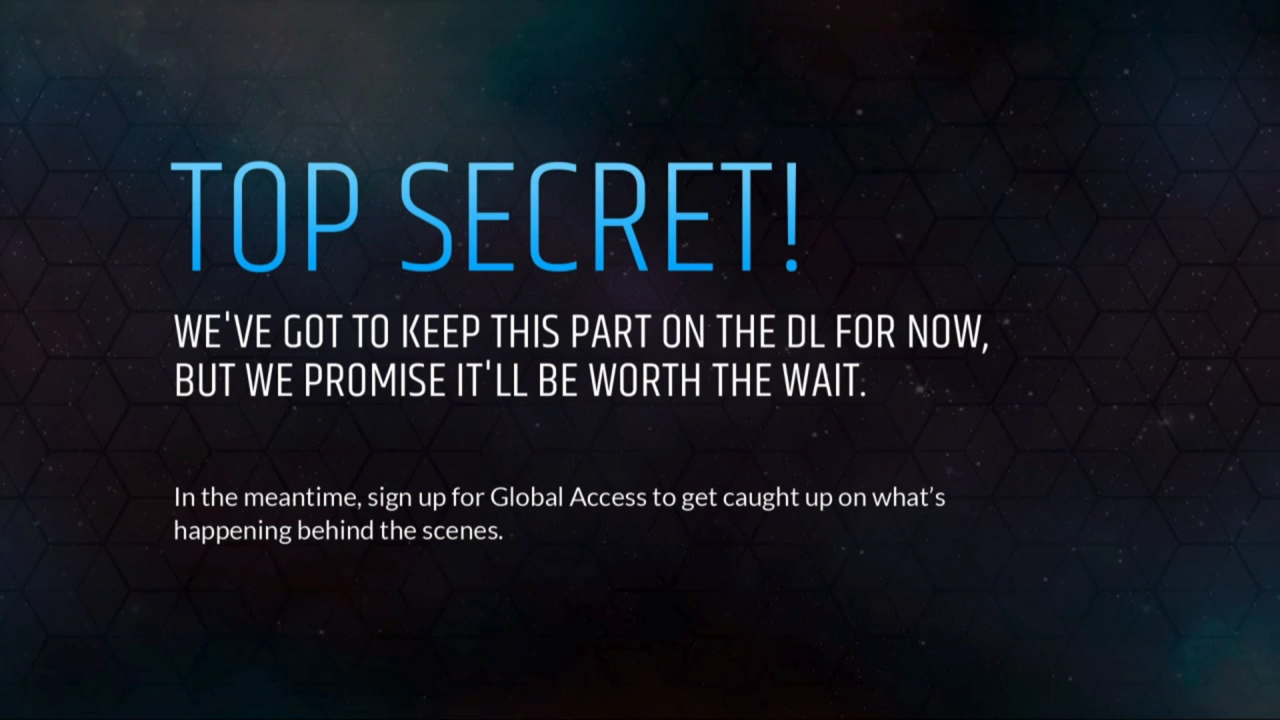 TOP SECRET!
WE'VE GOT TO KEEP THIS PART ON THE DL FOR NOW,
BUT WE PROMISE IT'LL BE WORTH THE WAIT.
In the meantime, sign up for Global Access to get caught up on what’s
happening behind the scenes.